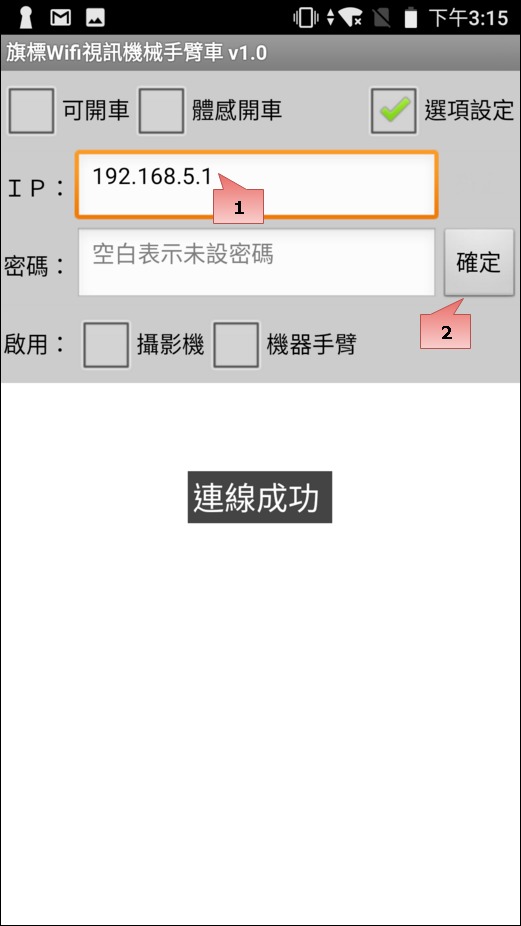 下午3:15
旗標Wifi視訊機械手臂車 v1.0
可開車 體感開車 選項設定
ＩＰ： 192.168.5.1
1
密碼： 空白表示未設密碼 確定
2
啟用： 攝影機 機器手臂
連線成功